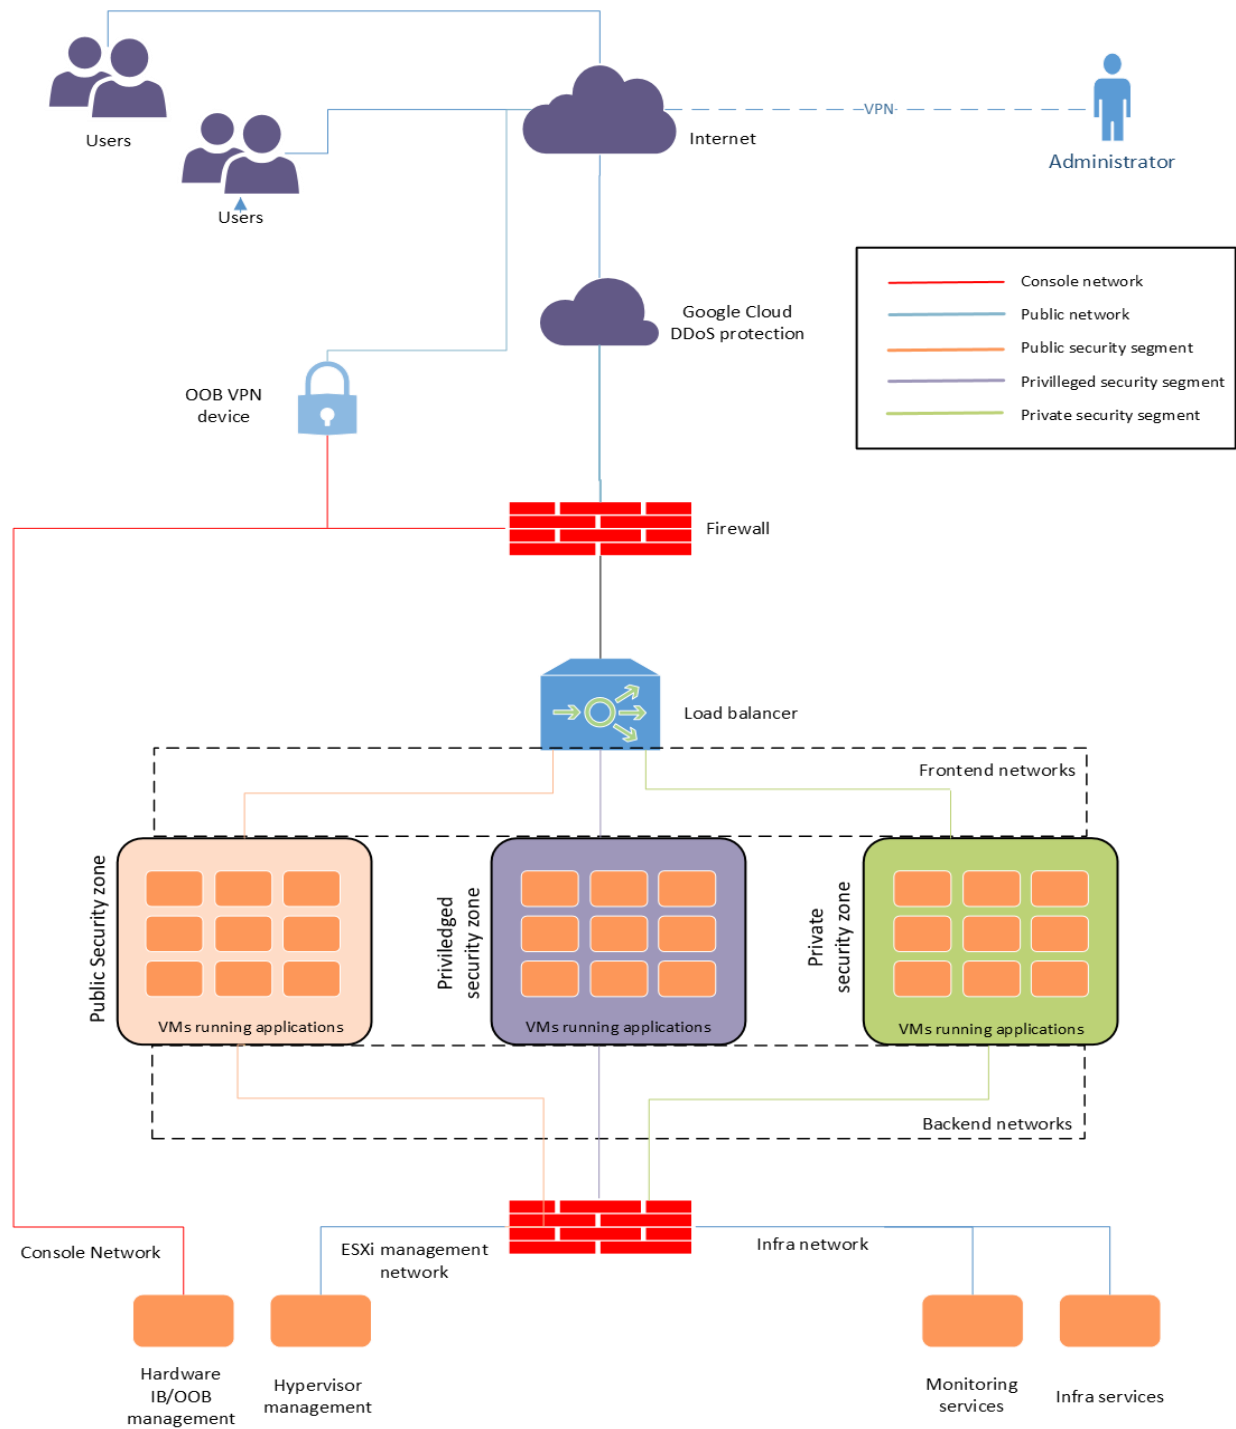 Users
Users
Internet
VPN
Administrator
Google Cloud
DDoS protection
Console network
Public network
Public security segment
Privilleged security segment
Private security segment
OOB VPN
device
Firewall
Load balancer
Frontend networks
Public Security zone
Priviledged
security zone
Private
security zone
VMs running applications
VMs running applications
VMs running applications
Backend networks
Console Network
ESXi management
network
Infra network
Hardware
IB/OOB
management
Hypervisor
management
Monitoring
services
Infra services